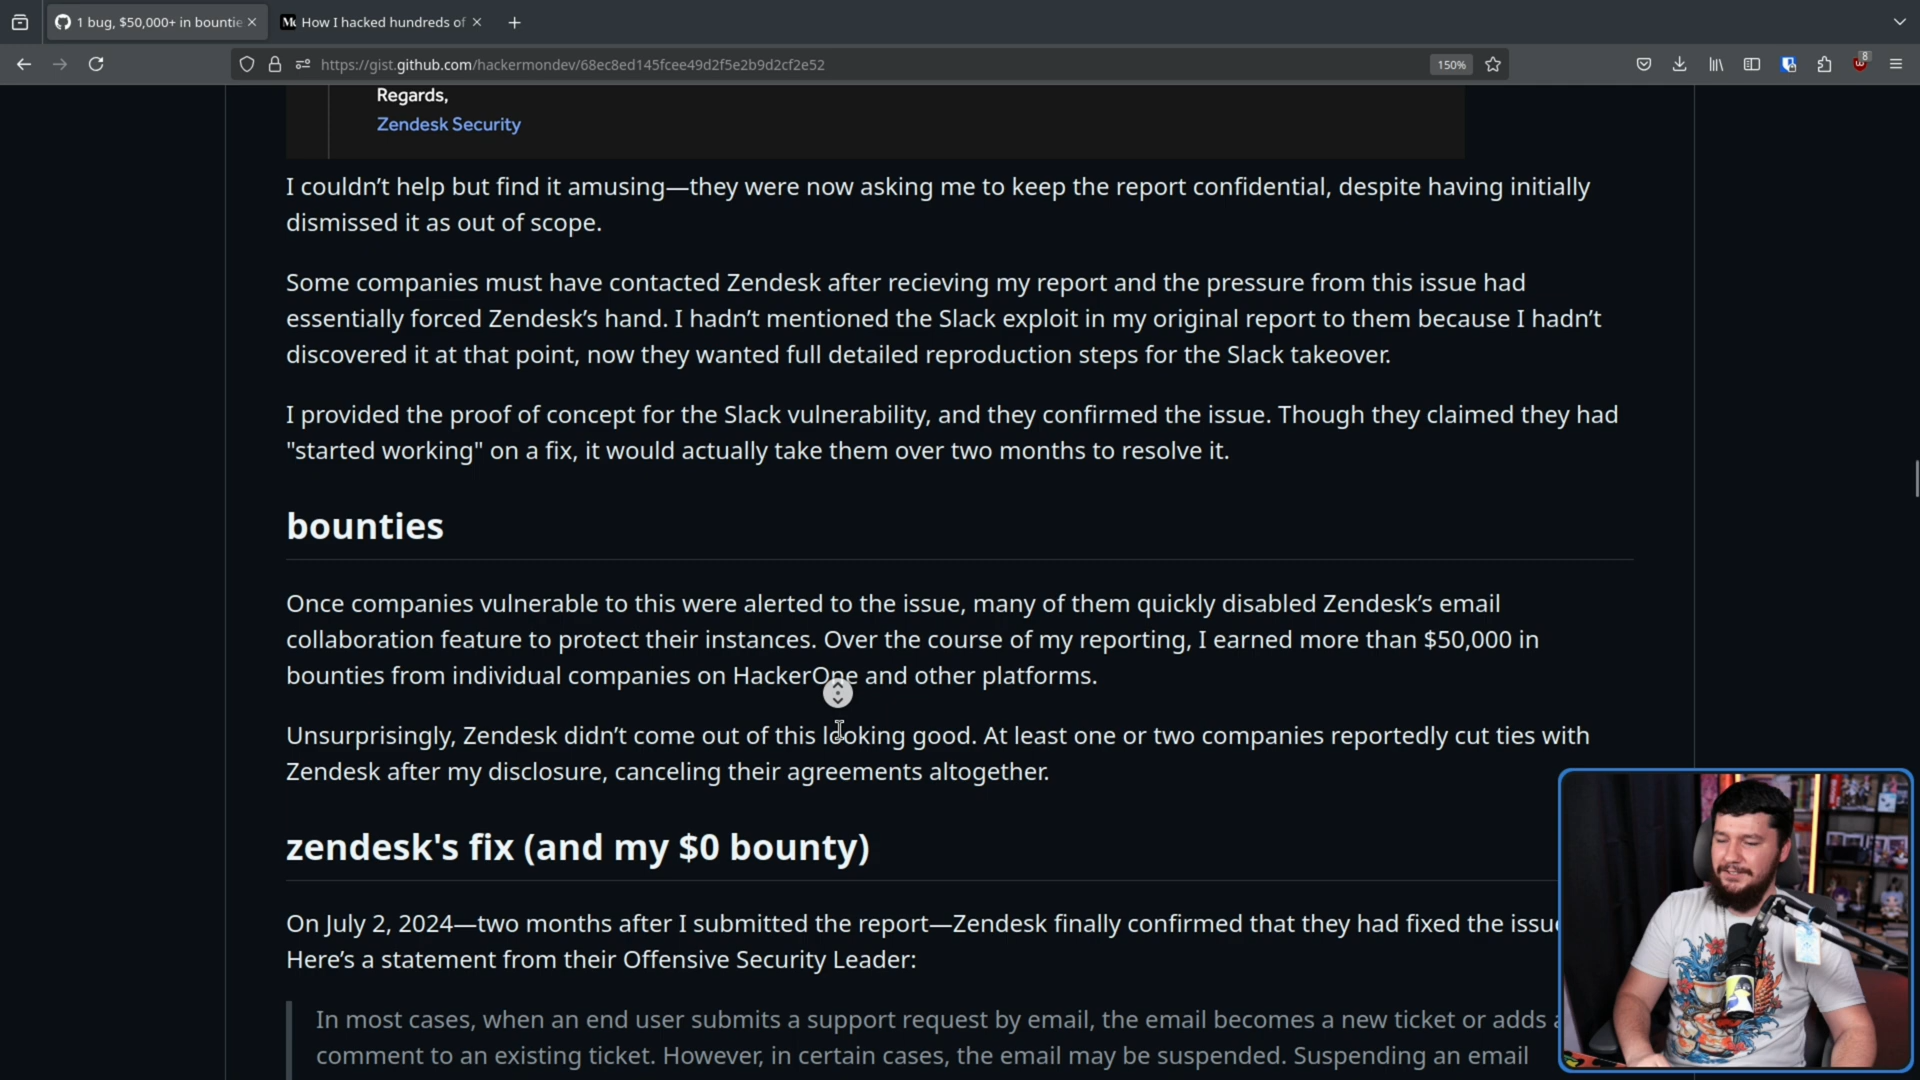 1 bug, $50,000+ in bountie
How I hacked hundreds of
https://gist.github.com/hackermondev/68ec8ed145fcee49d2f5e2b9d2cf2e52
150%
8
Regards,
Zendesk Security
I couldn’t help but find it amusing—they were now asking me to keep the report confidential, despite having initially
dismissed it as out of scope.
Some companies must have contacted Zendesk after recieving my report and the pressure from this issue had
essentially forced Zendesk’s hand. I hadn’t mentioned the Slack exploit in my original report to them because I hadn’t
discovered it at that point, now they wanted full detailed reproduction steps for the Slack takeover.
I provided the proof of concept for the Slack vulnerability, and they confirmed the issue. Though they claimed they had
"started working" on a fix, it would actually take them over two months to resolve it.
bounties
Once companies vulnerable to this were alerted to the issue, many of them quickly disabled Zendesk’s email
collaboration feature to protect their instances. Over the course of my reporting, I earned more than $50,000 in
bounties from individual companies on HackerOne and other platforms.
Unsurprisingly, Zendesk didn’t come out of this looking good. At least one or two companies reportedly cut ties with
Zendesk after my disclosure, canceling their agreements altogether.
zendesk's fix (and my $0 bounty)
On July 2, 2024—two months after I submitted the report—Zendesk finally confirmed that they had fixed the issue
Here’s a statement from their Offensive Security Leader:
In most cases, when an end user submits a support request by email, the email becomes a new ticket or adds a
comment to an existing ticket. However, in certain cases, the email may be suspended. Suspending an email